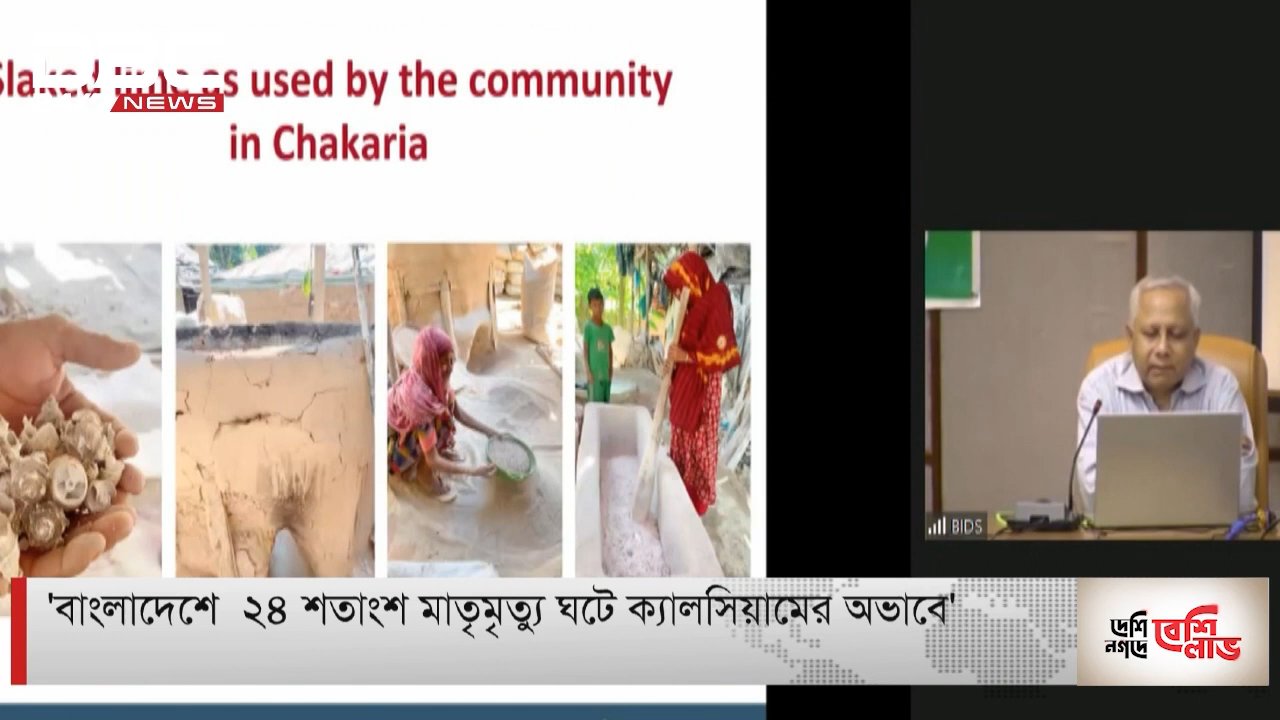 as used by the community
NEWS
in Chakaria
BIDS
'বাংলাদেশে ২৪ শতাংশ মাতৃমৃত্যু ঘটে ক্যালসিয়ামের অভাবে'
বেশি
নগদে লাভ